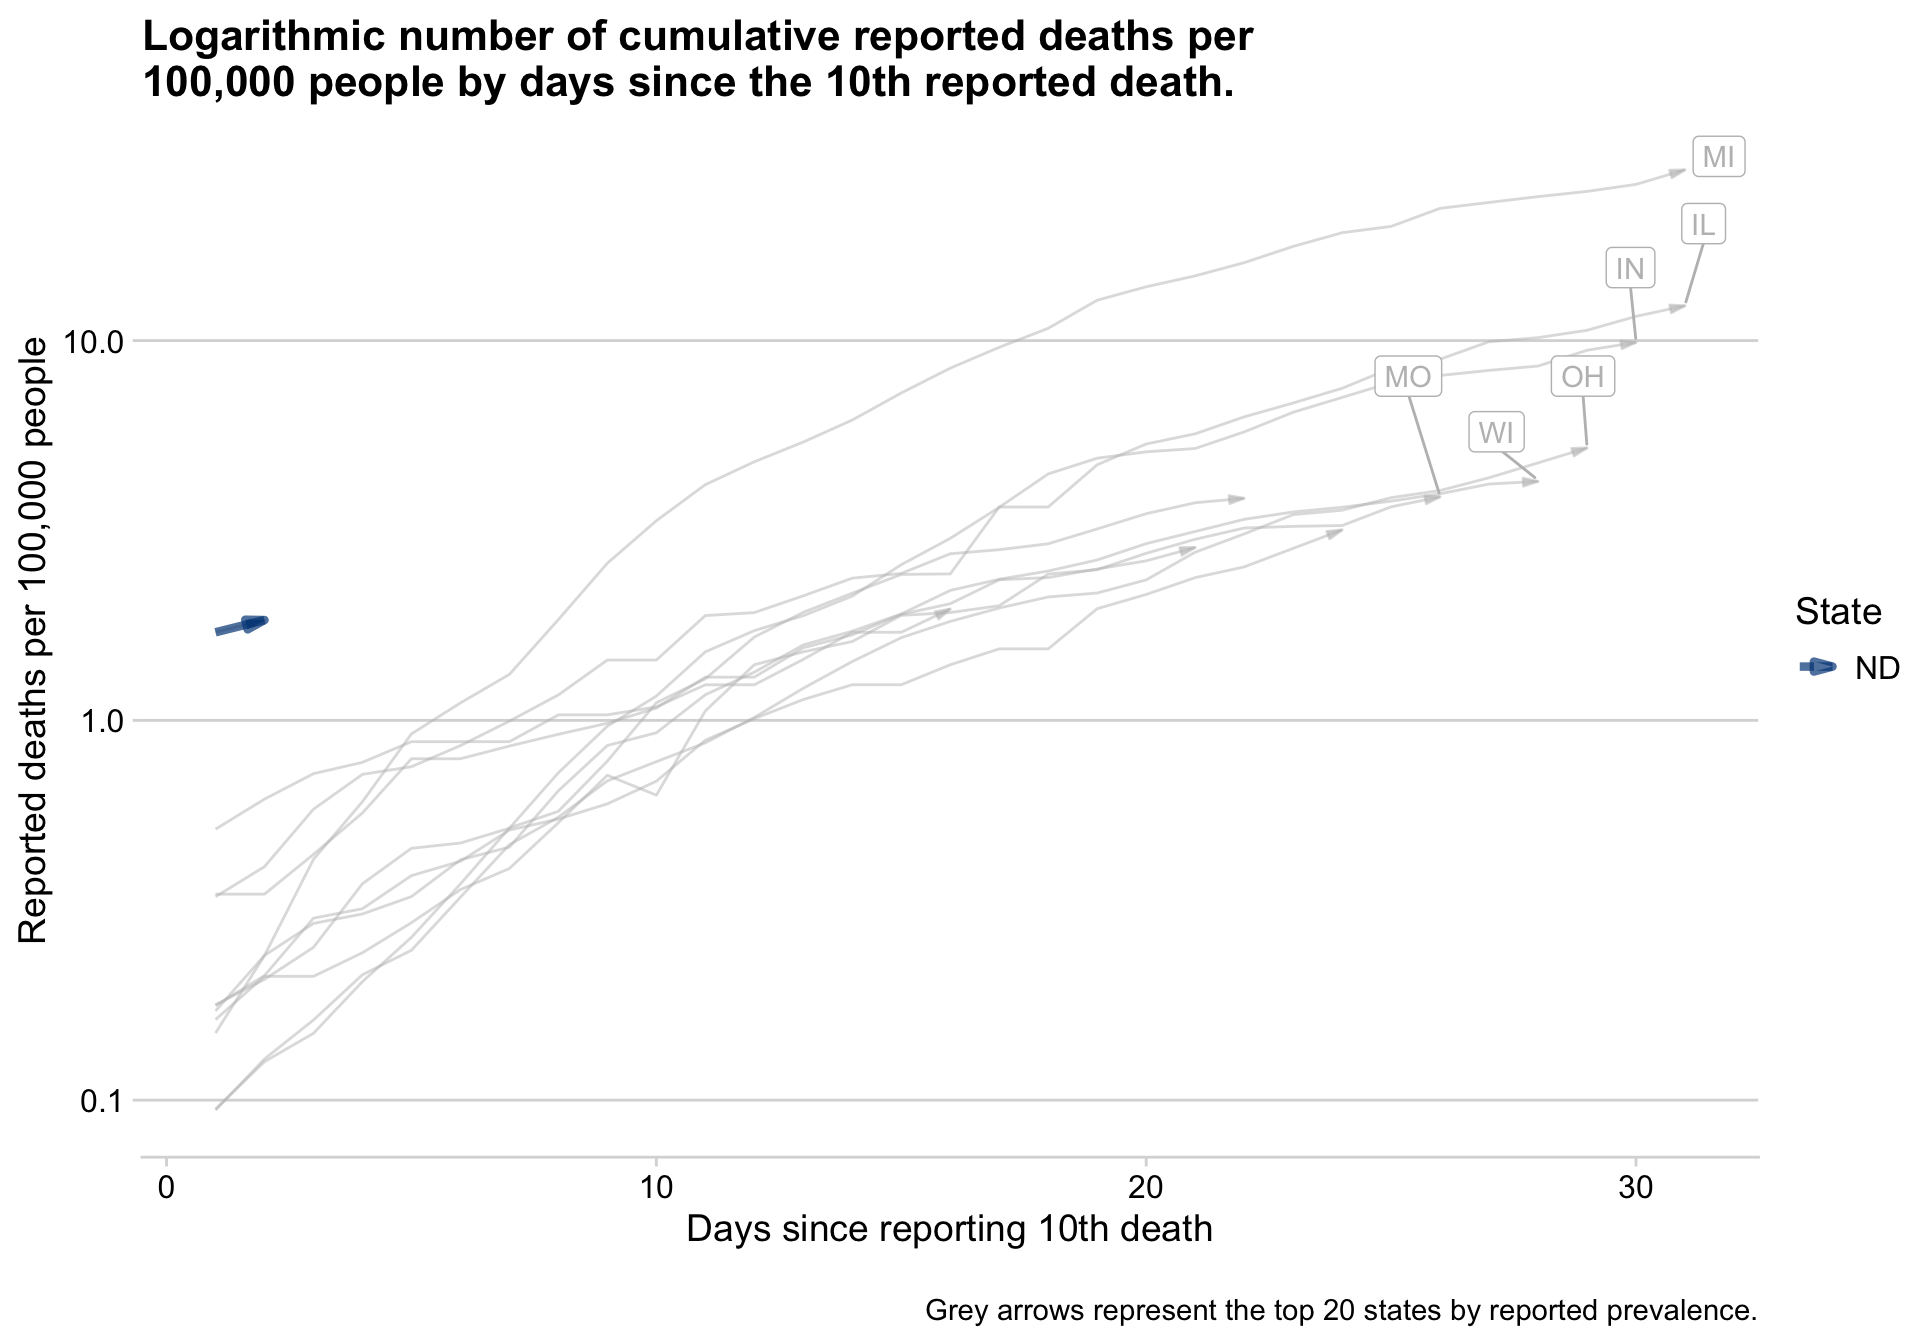 Logarithmic number of cumulative reported deaths per
100,000 people by days since the 10th reported death.
MI
IL
IN
MO
OH
WI
10.0
1.0
0.1
Reported deaths per 100,000 people
0
10
20
30
Days since reporting 10th death
State
ND
Grey arrows represent the top 20 states by reported prevalence.